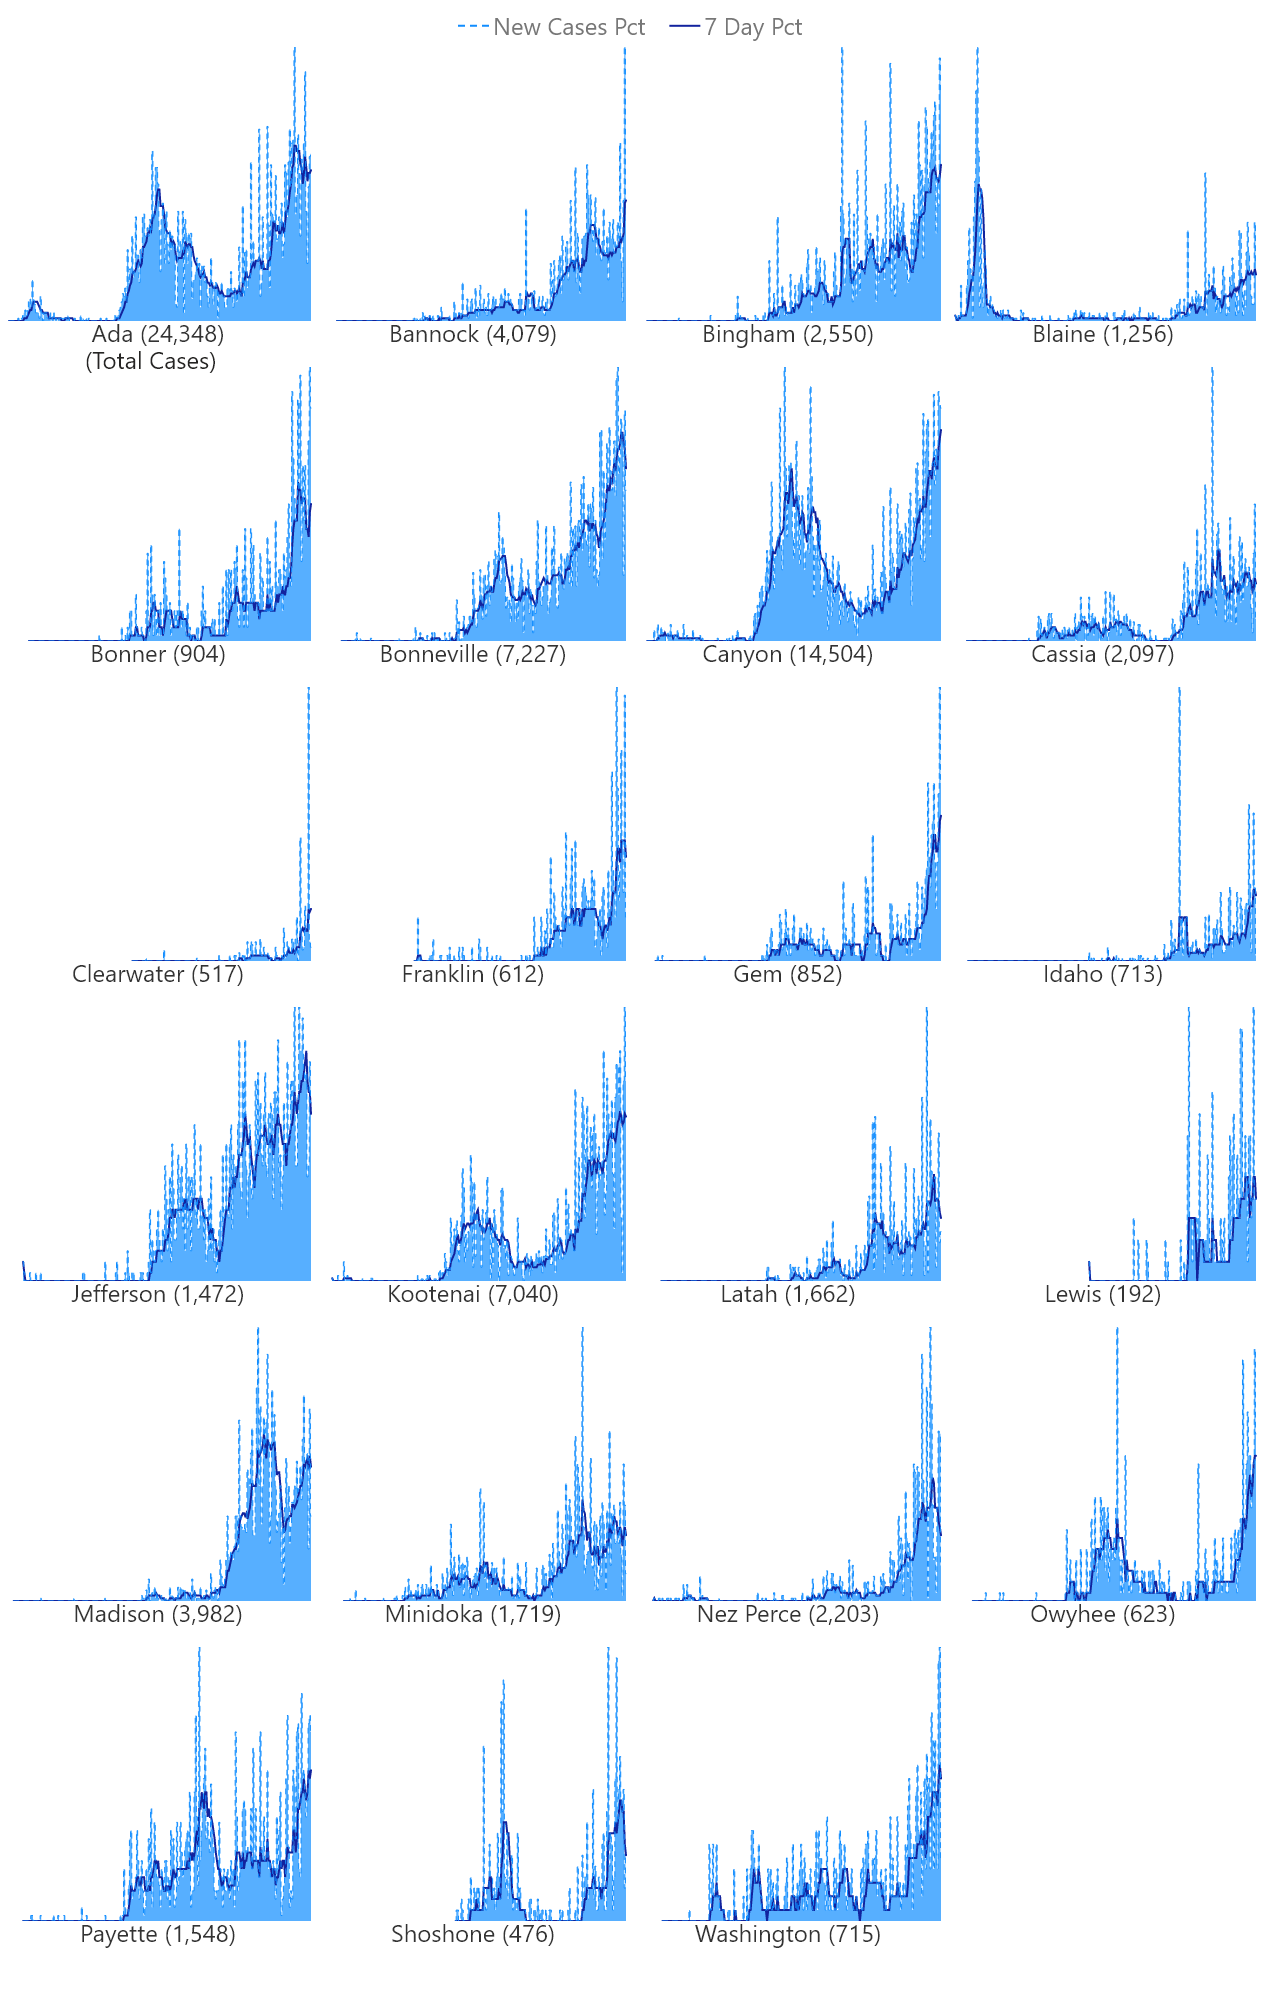 New Cases Pct 7 Day Pct
Ada (24,348) Bannock (4,079) Bingham (2,550) Blaine (1,256)
(Total Cases)
Bonner (904) Bonneville (7,227) Canyon (14,504) Cassia (2,097)
Clearwater (517) Franklin (612) Gem (852) Idaho (713)
Jefferson (1,472) Kootenai (7,040) Latah (1,662) Lewis (192)
Madison (3,982) Minidoka (1,719) Nez Perce (2,203) Owyhee (623)
Payette (1,548) Shoshone (476) Washington (715)